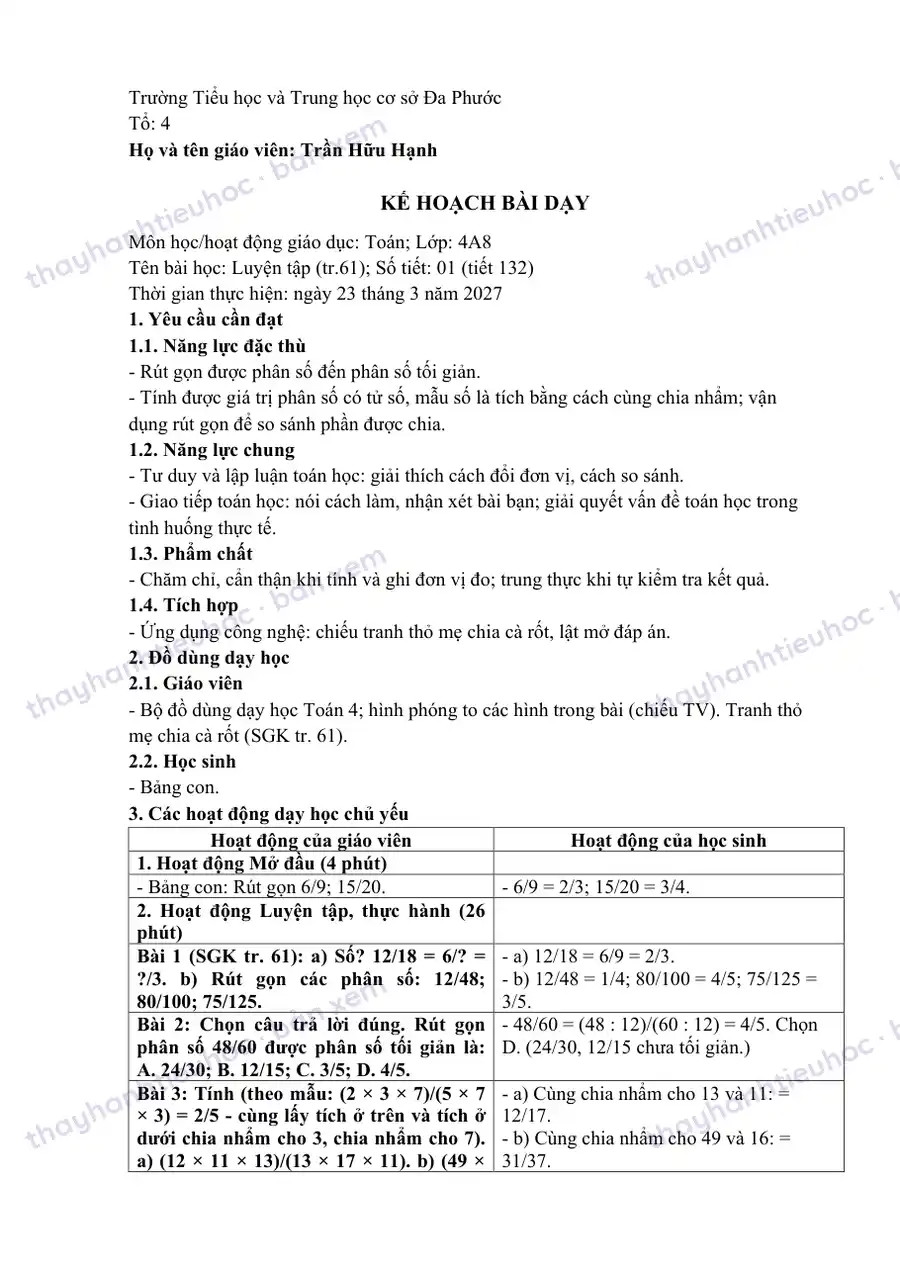 Trường Tiểu học và Trung học cơ sở Đa Phước
Tổ: 4
Họ và tên giáo viên: Trần Hữu Hạnh
KẾ HOẠCH BÀI DẠY
Môn học/hoạt động giáo dục: Toán; Lớp: 4A8
Tên bài học: Luyện tập (tr.61); Số tiết: 01 (tiết 132)
Thời gian thực hiện: ngày 23 tháng 3 năm 2027
1. Yêu cầu cần đạt
1.1. Năng lực đặc thù
- Rút gọn được phân số đến phân số tối giản.
- Tính được giá trị phân số có tử số, mẫu số là tích bằng cách cùng chia nhẩm; vận
dụng rút gọn để so sánh phần được chia.
1.2. Năng lực chung
- Tư duy và lập luận toán học: giải thích cách đổi đơn vị, cách so sánh.
- Giao tiếp toán học: nói cách làm, nhận xét bài bạn; giải quyết vấn đề toán học trong
tình huống thực tế.
1.3. Phẩm chất
- Chăm chỉ, cẩn thận khi tính và ghi đơn vị đo; trung thực khi tự kiểm tra kết quả.
1.4. Tích hợp
- Ứng dụng công nghệ: chiếu tranh thỏ mẹ chia cà rốt, lật mở đáp án.
2. Đồ dùng dạy học
2.1. Giáo viên
- Bộ đồ dùng dạy học Toán 4; hình phóng to các hình trong bài (chiếu TV). Tranh thỏ
mẹ chia cà rốt (SGK tr. 61).
2.2. Học sinh
- Bảng con.
3. Các hoạt động dạy học chủ yếu
Hoạt động của giáo viên
Hoạt động của học sinh
1. Hoạt động Mở đầu (4 phút)
- Bảng con: Rút gọn 6/9; 15/20.
- 6/9 = 2/3; 15/20 = 3/4.
2. Hoạt động Luyện tập, thực hành (26
phút)
Bài 1 (SGK tr. 61): a) Số? 12/18 = 6/? =
?/3. b) Rút gọn các phân số: 12/48;
80/100; 75/125.
- a) 12/18 = 6/9 = 2/3.
- b) 12/48 = 1/4; 80/100 = 4/5; 75/125 =
3/5.
Bài 2: Chọn câu trả lời đúng. Rút gọn
phân số 48/60 được phân số tối giản là:
A. 24/30; B. 12/15; C. 3/5; D. 4/5.
- 48/60 = (48 : 12)/(60 : 12) = 4/5. Chọn
D. (24/30, 12/15 chưa tối giản.)
Bài 3: Tính (theo mẫu: (2 × 3 × 7)/(5 × 7
× 3) = 2/5 - cùng lấy tích ở trên và tích ở
dưới chia nhẩm cho 3, chia nhẩm cho 7).
a) (12 × 11 × 13)/(13 × 17 × 11). b) (49 ×
- a) Cùng chia nhẩm cho 13 và 11: =
12/17.
- b) Cùng chia nhẩm cho 49 và 16: =
31/37.
thayhanhtieuhoc · bản xem
thayhanhtieuhoc · b
thayhanhtieuhoc · bản xem
thayhanhtieuhoc · b
thayhanhtieuhoc · bản xem
thayhanhtieuhoc · b